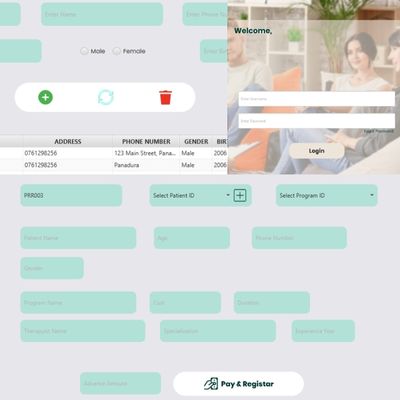 Enter Name
Enter Phone Num
Welcome,
Male
Female
Enter
Enter Username
Enter Password
Forgot Password?
Login
ADDRESS PHONE NUMBER GENDER BIR
0761298256 123 Main Street, Pana... Male 2006
0761298256 Panadura Male 2006
PRR003
Select Patient ID
Select Program ID
Patient Name
Age
Phone Number
Gender
Program Name
Cost
Duration
Therapist Name
Specialization
Experience Year
Advance Amount
Pay & Registar